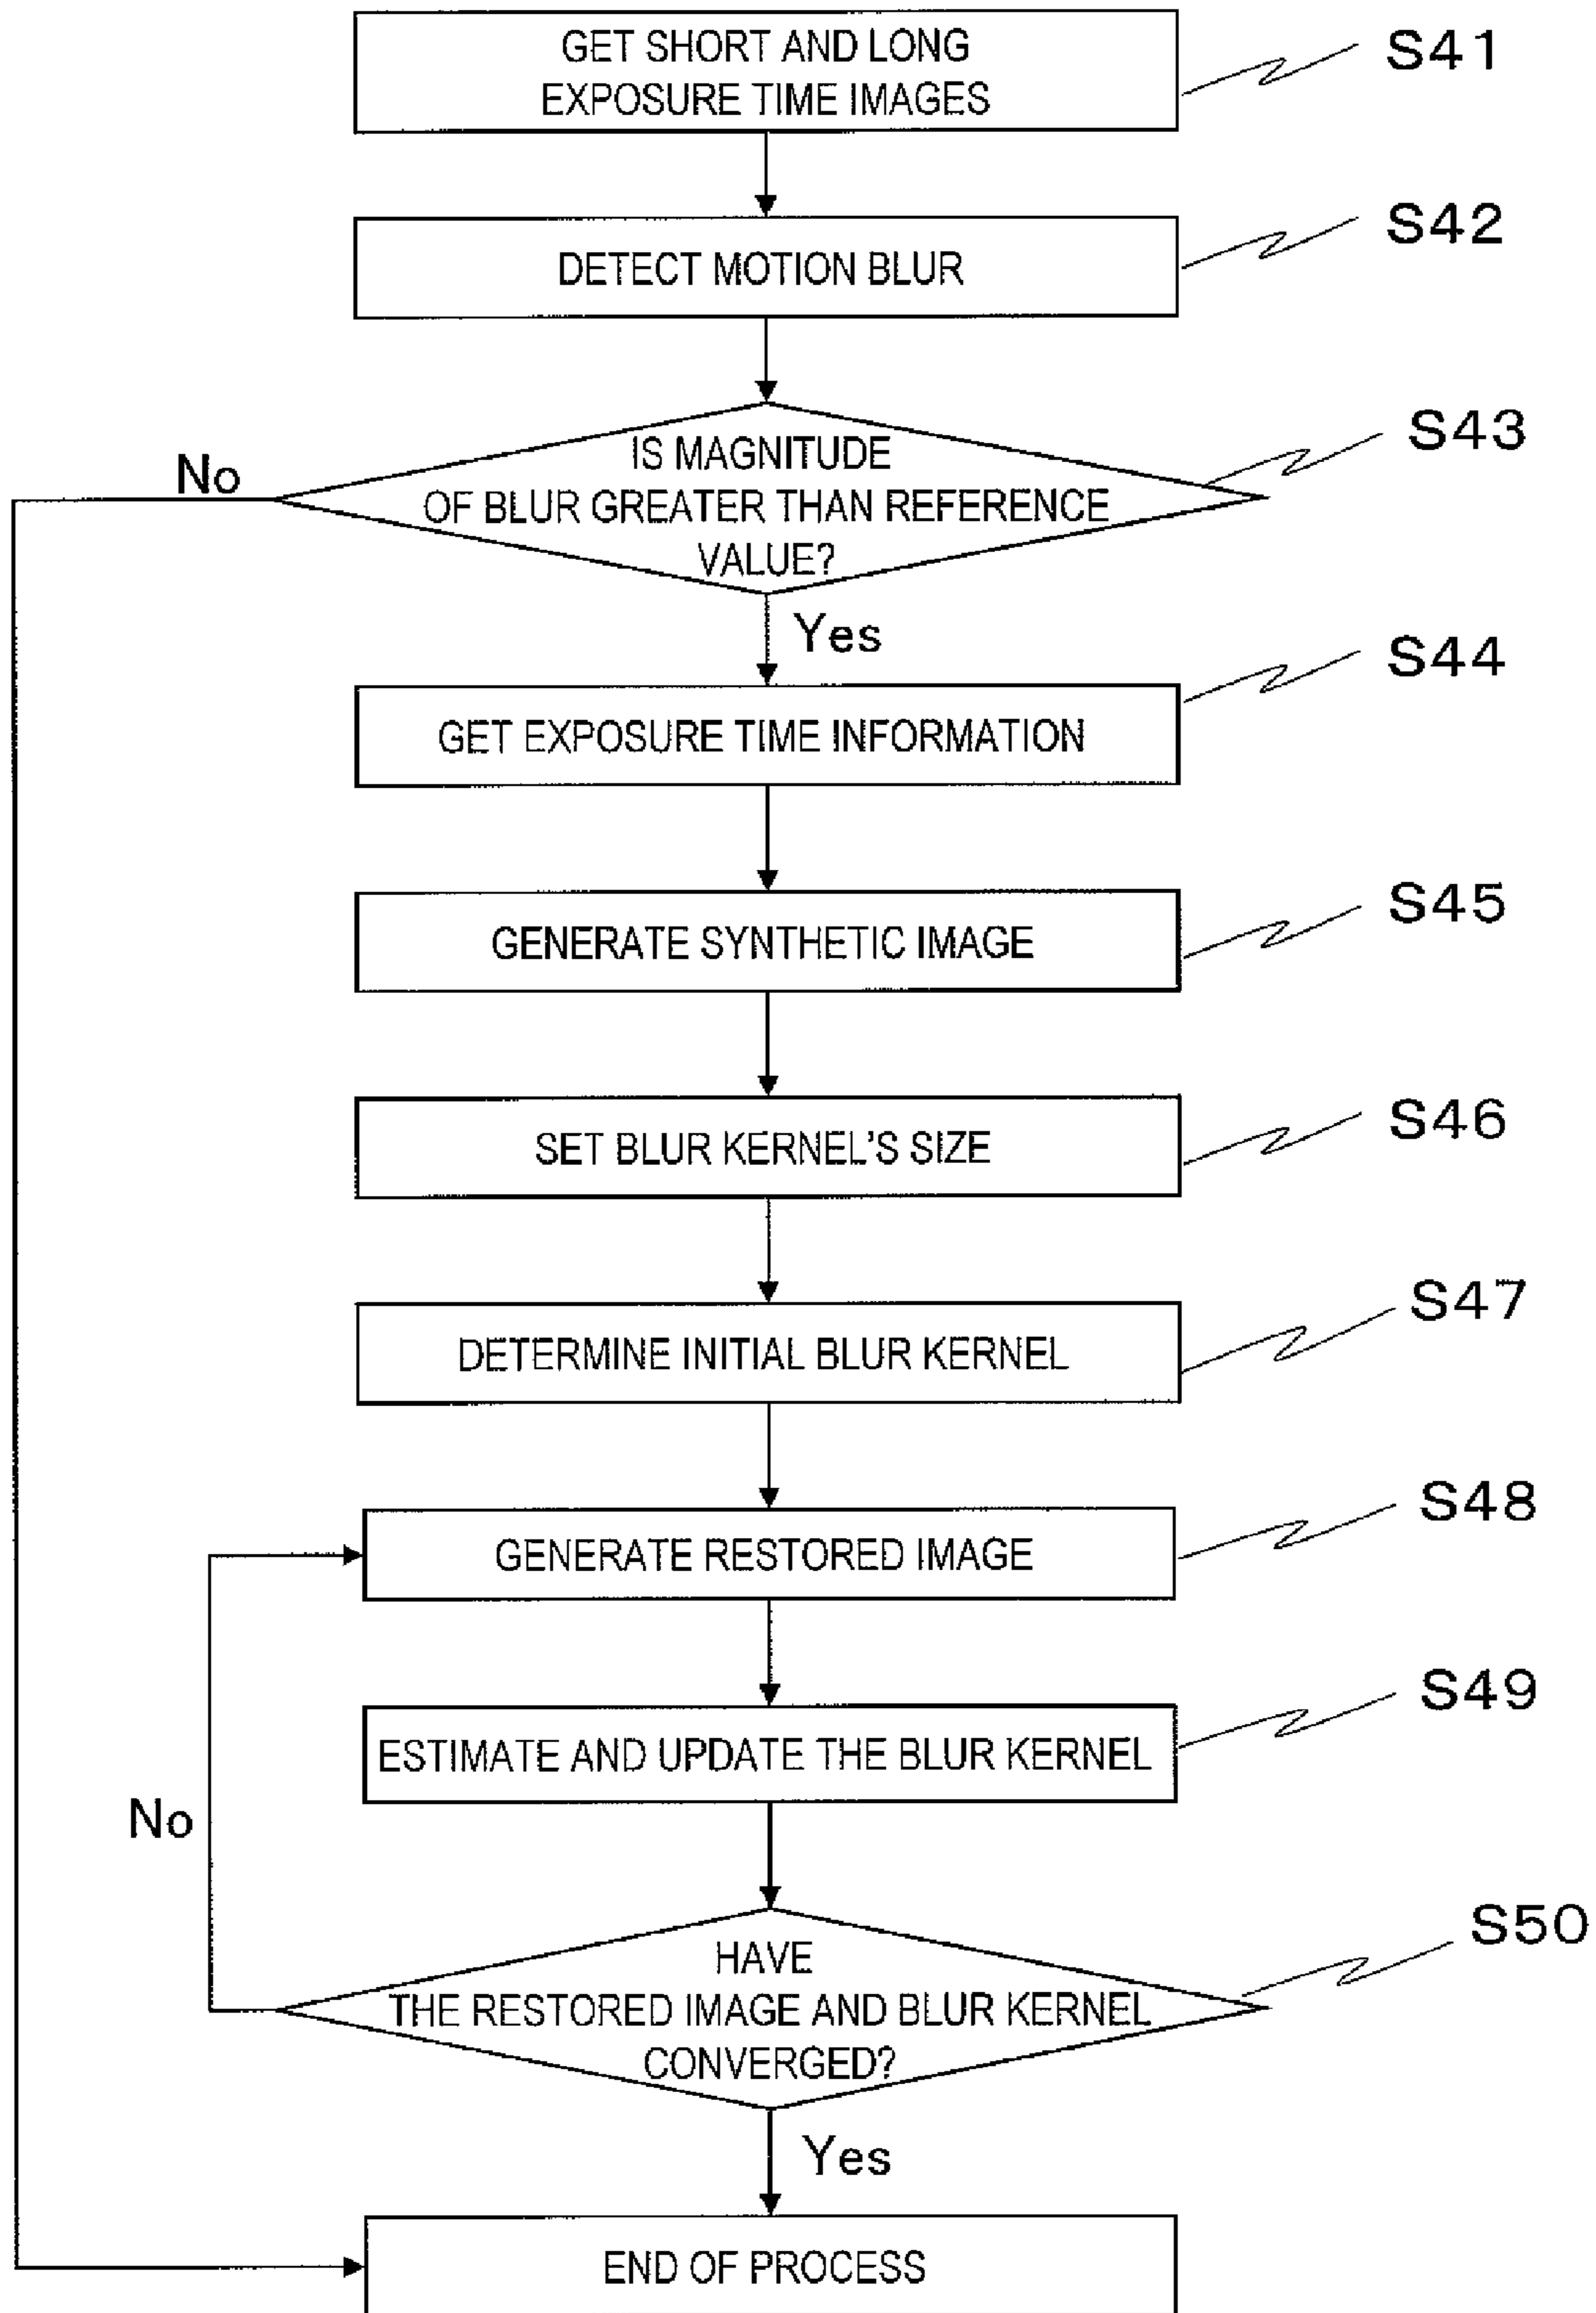 GET SHORT AND LONG
EXPOSURE TIME IMAGES
S41
DETECT MOTION BLUR
S42
IS MAGNITUDE
OF BLUR GREATER THAN REFERENCE
VALUE?
S43
No
Yes
GET EXPOSURE TIME INFORMATION
S44
GENERATE SYNTHETIC IMAGE
S45
SET BLUR KERNEL'S SIZE
S46
DETERMINE INITIAL BLUR KERNEL
S47
GENERATE RESTORED IMAGE
S48
ESTIMATE AND UPDATE THE BLUR KERNEL
S49
No
HAVE
THE RESTORED IMAGE AND BLUR KERNEL
CONVERGED?
S50
Yes
END OF PROCESS